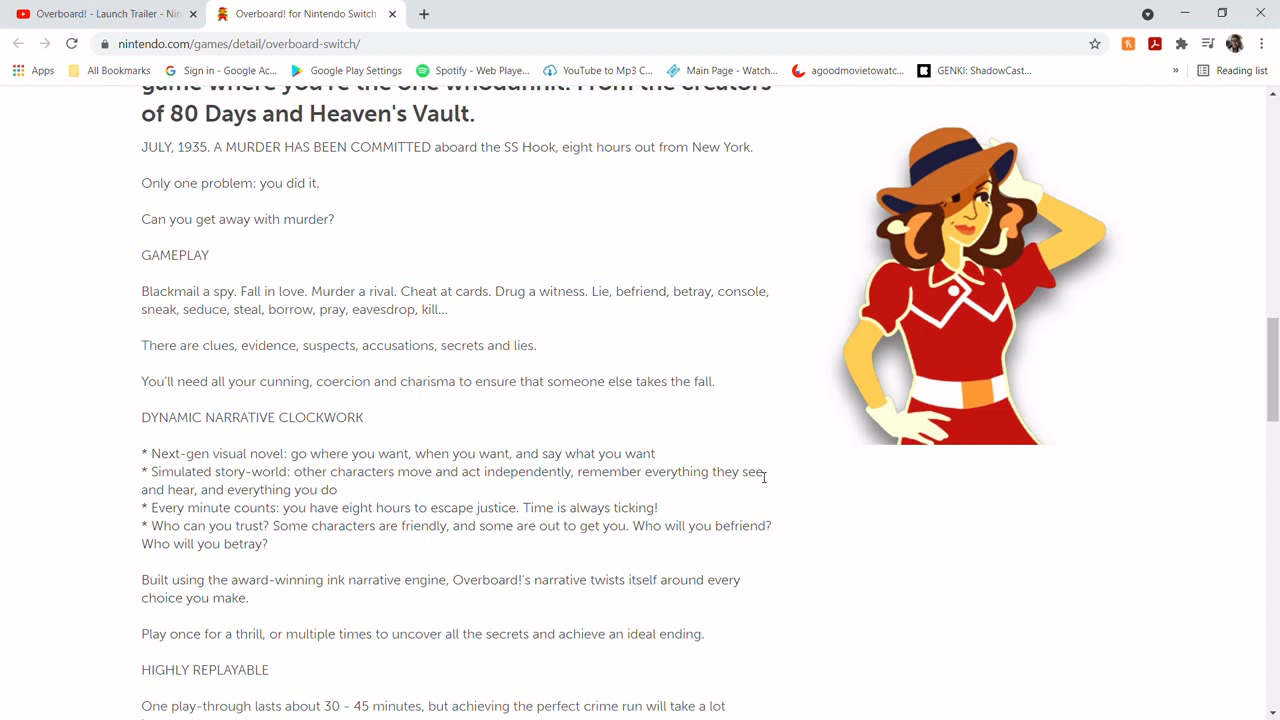 Overboard! - Launch Trailer - Nin
Overboard! for Nintendo Switch
nintendo.com/games/detail/overboard-switch/
Apps
All Bookmarks
Sign in - Google Ac...
Google Play Settings
Spotify - Web Playe...
YouTube to Mp3 C...
Main Page - Watch...
agoodmovietowatc...
GENKI: ShadowCast...
»
Reading list
game where you're the one whodunnit. From the creators
of 80 Days and Heaven's Vault.
JULY, 1935. A MURDER HAS BEEN COMMITTED aboard the SS Hook, eight hours out from New York.
Only one problem: you did it.
Can you get away with murder?
GAMEPLAY
Blackmail a spy. Fall in love. Murder a rival. Cheat at cards. Drug a witness. Lie, befriend, betray, console,
sneak, seduce, steal, borrow, pray, eavesdrop, kill...
There are clues, evidence, suspects, accusations, secrets and lies.
You'll need all your cunning, coercion and charisma to ensure that someone else takes the fall.
DYNAMIC NARRATIVE CLOCKWORK
* Next-gen visual novel: go where you want, when you want, and say what you want
* Simulated story-world: other characters move and act independently, remember everything they see
and hear, and everything you do
* Every minute counts: you have eight hours to escape justice. Time is always ticking!
* Who can you trust? Some characters are friendly, and some are out to get you. Who will you befriend?
Who will you betray?
Built using the award-winning ink narrative engine, Overboard!'s narrative twists itself around every
choice you make.
Play once for a thrill, or multiple times to uncover all the secrets and achieve an ideal ending.
HIGHLY REPLAYABLE
One play-through lasts about 30 - 45 minutes, but achieving the perfect crime run will take a lot